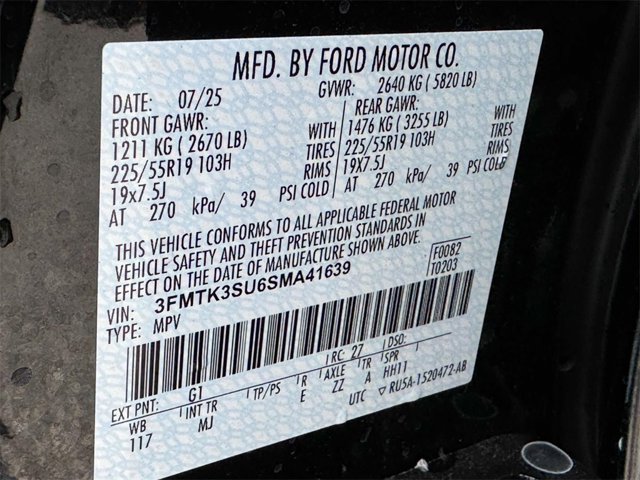 MFD. BY FORD MOTOR CO.
DATE: 07/25 GVWR: 2640 KG ( 5820 LB)
FRONT GAWR: REAR GAWR:
1211 KG ( 2670 LB) WITH 1476 KG ( 3255 LB) WITH
225/55R19 103H TIRES 225/55R19 103H TIRES
19x7.5J RIMS 19x7.5J RIMS
AT 270 kPa/ 39 PSI COLD AT 270 kPa/ 39 PSI COLD
THIS VEHICLE CONFORMS TO ALL APPLICABLE FEDERAL MOTOR
VEHICLE SAFETY AND THEFT PREVENTION STANDARDS IN
EFFECT ON THE DATE OF MANUFACTURE SHOWN ABOVE.
F0082
T0203
VIN: 3FMTK3SU6SMA41639
TYPE: MPV
EXT PNT: G1 RC: 27 DSO:
WB INT TR TP/PS R AXLE TR SPR
117 MJ E ZZ A HH11
UTC ▽ RU5A-1520472-AB